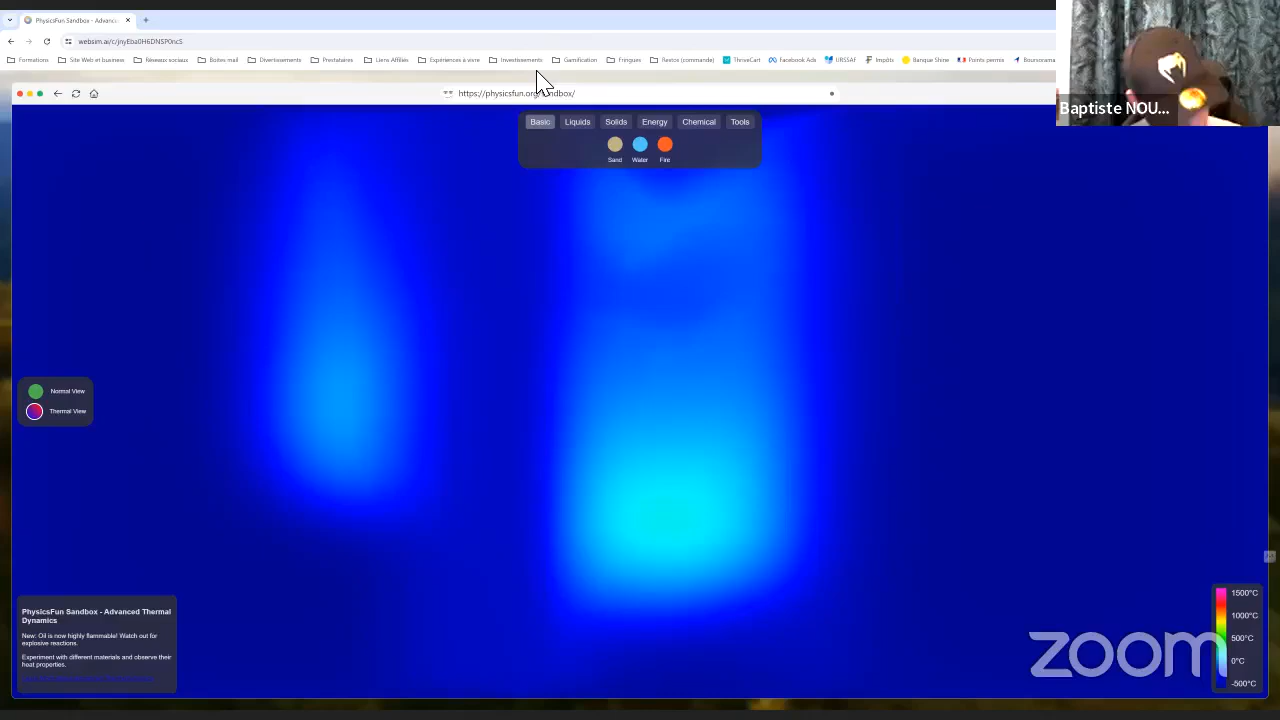 PhysicsFun Sandbox - Advanc
websim.ai/c/jnyEba0H6DNSP0ncS
Formations Site Web et business Réseaux sociaux Boites mail Divertissements Prestataires Liens Affiliés Expériences à vivre Investissements Gamification Fringues Restos (commande) ThriveCart Facebook Ads URSSAF Impôts Banque Shine Points permis Boursorama
https://physicsfun.org/sandbox/
Baptiste NOU...
Basic Liquids Solids Energy Chemical Tools
Sand Water Fire
Normal View
Thermal View
PhysicsFun Sandbox - Advanced Thermal
Dynamics
New: Oil is now highly flammable! Watch out for
explosive reactions.
Experiment with different materials and observe their
heat properties.
1500°C
1000°C
500°C
0°C
-500°C
zoom